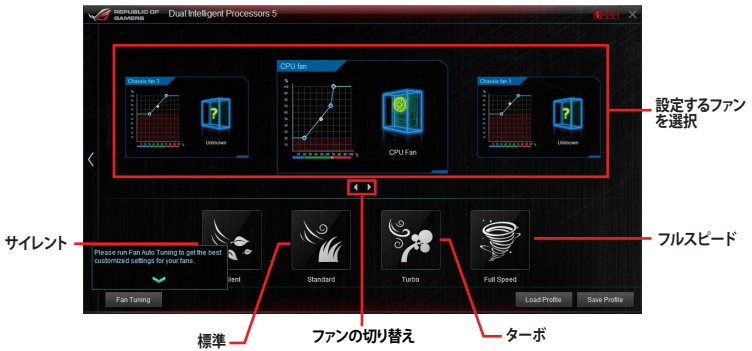 REPUBLIC OF
GAMERS
Dual Intelligent Processors 5
Chassis fan 3
%
Unknown
CPU fan
%
CPU Fan
Chassis fan 1
%
Unknown
設定するファン
を選択
サイレント
Please run Fan Auto Tuning to get the best
customized settings for your fans.
Standard
Turbo
Full Speed
フルスピード
Fan Tuning
Load Profile
Save Profile
標準
ファンの切り替え
ターボ